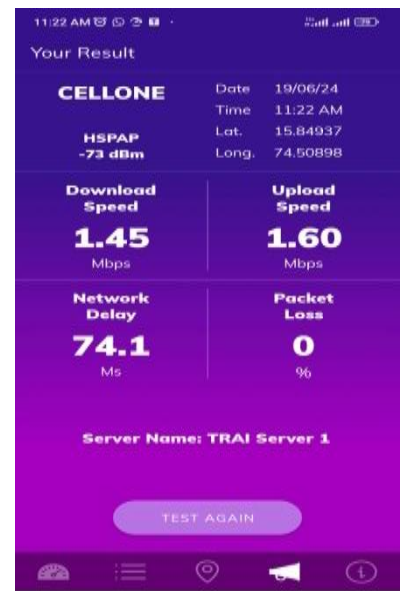 11:22 AM
Your Result
CELLONE
HSPAP
-73 dBm
Date 19/06/24
Time 11:22 AM
Lat. 15.84937
Long. 74.50898
Download
Speed
1.45
Mbps
Upload
Speed
1.60
Mbps
Network
Delay
74.1
Ms
Packet
Loss
0
%
Server Name: TRAI Server 1
TEST AGAIN